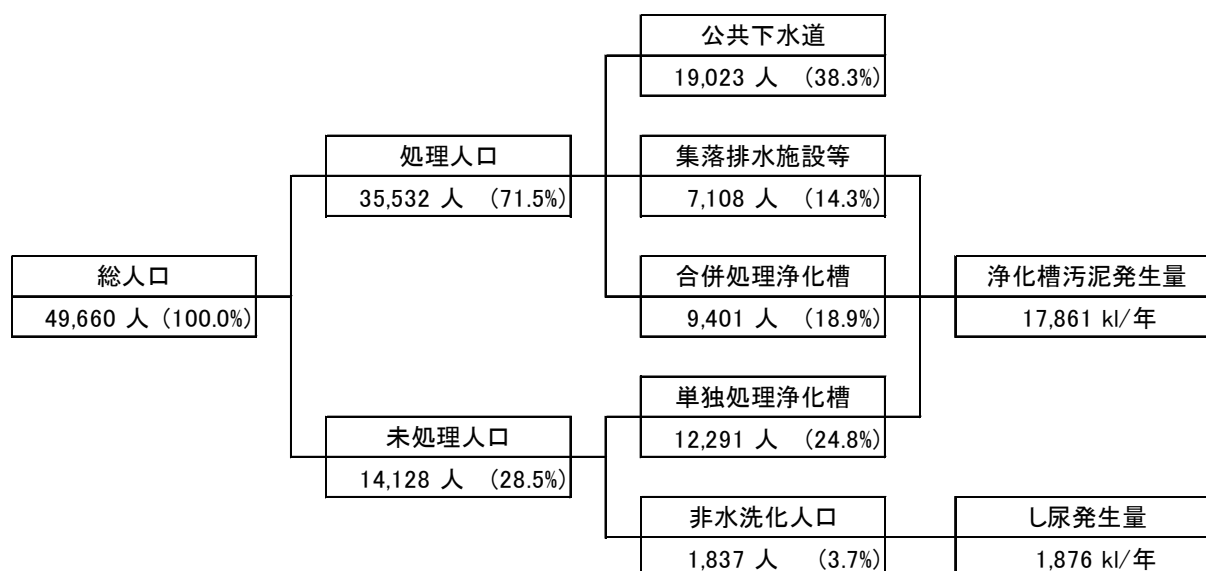 公共下水道
19,023 人 (38.3%)
処理人口
35,532 人 (71.5%)
集落排水施設等
7,108 人 (14.3%)
総人口
49,660 人 (100.0%)
合併処理浄化槽
9,401 人 (18.9%)
浄化槽汚泥発生量
17,861 kl/年
未処理人口
14,128 人 (28.5%)
単独処理浄化槽
12,291 人 (24.8%)
非水洗化人口
1,837 人 (3.7%)
し尿発生量
1,876 kl/年